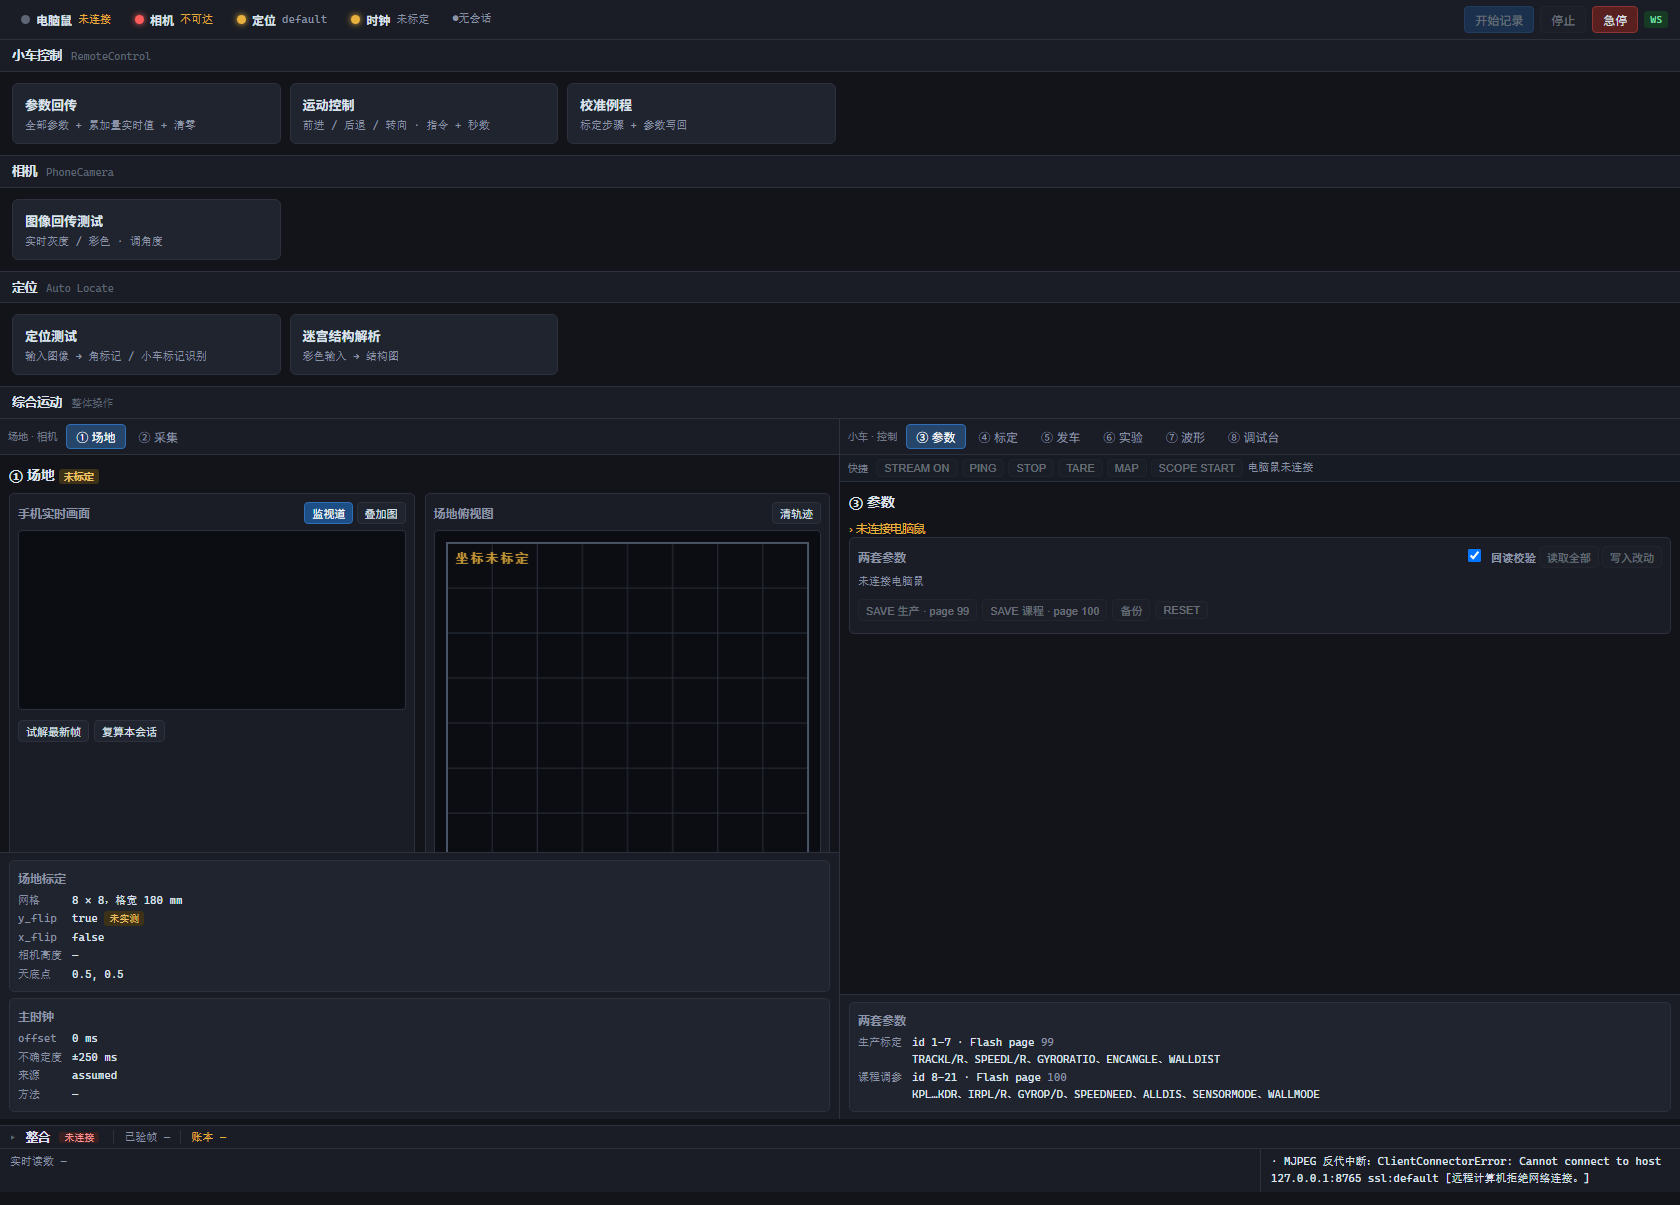 电脑鼠 未连接 相机 不可达 定位 default 时钟 未标定 无会话 开始记录 停止 急停 WS
小车控制 RemoteControl
参数回传 运动控制 校准例程
全部参数 + 累加量实时值 + 清零 前进 / 后退 / 转向 · 指令 + 秒数 标定步骤 + 参数写回
相机 PhoneCamera
图像回传测试
实时灰度 / 彩色 · 调角度
定位 Auto Locate
定位测试 迷宫结构解析
输入图像 → 角标记 / 小车标记识别 彩色输入 → 结构图
综合运动 整体操作
场地 · 相机 ① 场地 ② 采集
① 场地 未标定
手机实时画面 监视道 叠加图
场地俯视图 清轨迹
坐标未标定
试解最新帧 复算本会话
场地标定
网格 8 × 8，格宽 180 mm
y_flip true 未实测
x_flip false
相机高度 —
天底点 0.5, 0.5
主时钟
offset 0 ms
不确定度 ±250 ms
来源 assumed
方法 —
小车 · 控制 ③ 参数 ④ 标定 ⑤ 发车 ⑥ 实验 ⑦ 波形 ⑧ 调试台
快捷 STREAM ON PING STOP TARE MAP SCOPE START 电脑鼠未连接
③ 参数
› 未连接电脑鼠
两套参数 回读校验 读取全部 写入改动
未连接电脑鼠
SAVE 生产 · page 99 SAVE 课程 · page 100 备份 RESET
两套参数
生产标定 id 1–7 · Flash page 99
TRACKL/R、SPEEDL/R、GYRORATIO、ENCANGLE、WALLDIST
课程调参 id 8–21 · Flash page 100
KPL…KDR、IRPL/R、GYROP/D、SPEEDNEED、ALLDIS、SENSORMODE、WALLMODE
▸ 整合 未连接 已验帧 — 账本 —
实时读数 —
· MJPEG 反代中断：ClientConnectorError: Cannot connect to host
127.0.0.1:8765 ssl:default [远程计算机拒绝网络连接。]